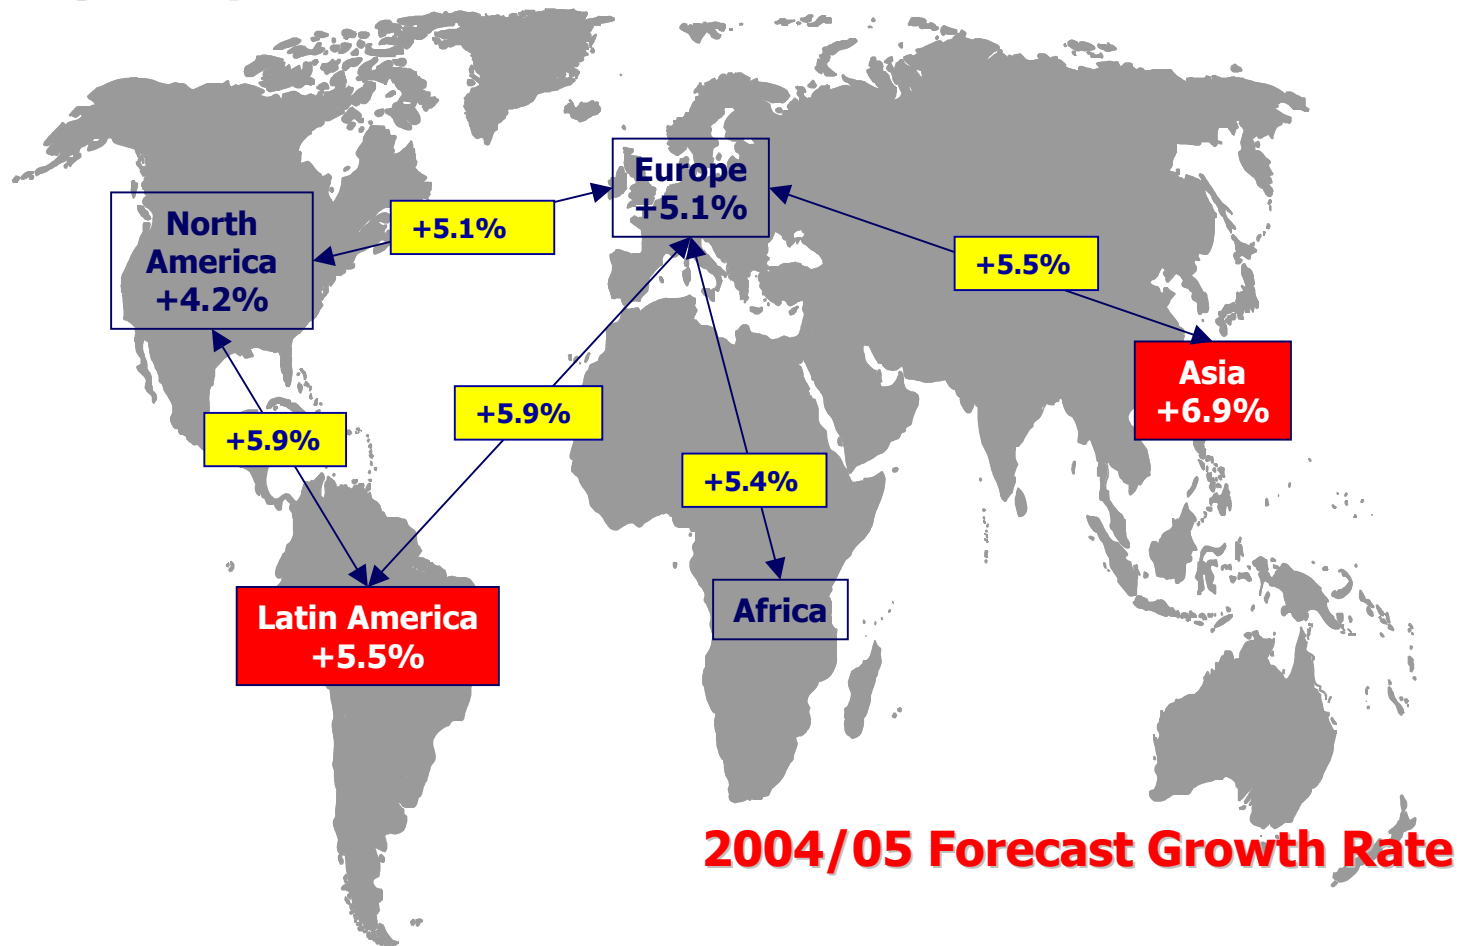 Europe
+5.1%
North
America
+4.2%
+5.1%
+5.5%
Asia
+6.9%
+5.9%
+5.9%
+5.4%
Latin America
+5.5%
Africa
2004/05 Forecast Growth Rate